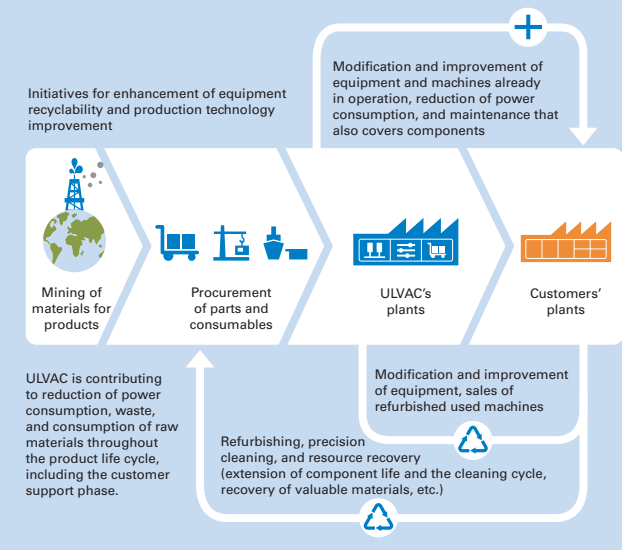 Modification and improvement of
equipment and machines already
in operation, reduction of power
consumption, and maintenance that
also covers components
Initiatives for enhancement of equipment
recyclability and production technology
improvement
Mining of
materials for
products
Procurement
of parts and
consumables
ULVAC's
plants
Customers'
plants
ULVAC is contributing
to reduction of power
consumption, waste,
and consumption of raw
materials throughout
the product life cycle,
including the customer
support phase.
Modification and improvement
of equipment, sales of
refurbished used machines
Refurbishing, precision
cleaning, and resource recovery
(extension of component life and the cleaning cycle,
recovery of valuable materials, etc.)